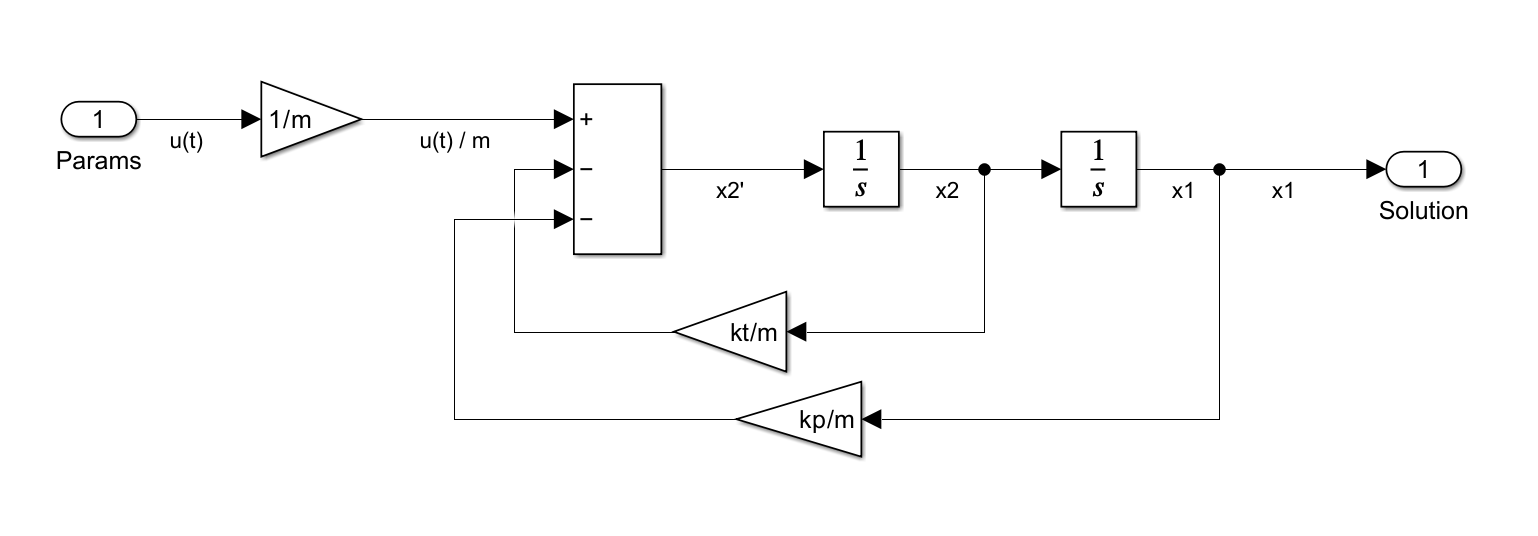 1
Params
u(t)
1/m
u(t) / m
+
−
−
x2'
1
s
x2
1
s
x1
x1
1
Solution
kt/m
kp/m